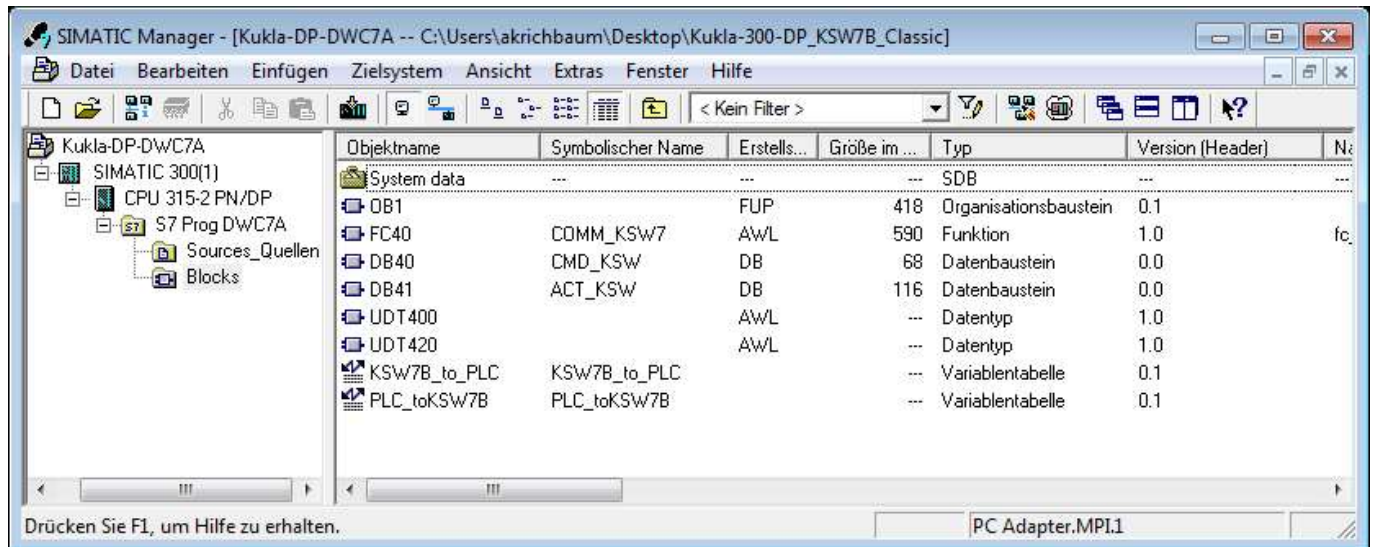 SIMATIC Manager - [Kukla-DP-DWC7A -- C:\Users\akrichbaum\Desktop\Kukla-300-DP_KSW7B_Classic]
Datei Bearbeiten Einfügen Zielsystem Ansicht Extras Fenster Hilfe
< Kein Filter >
Kukla-DP-DWC7A
SIMATIC 300(1)
CPU 315-2 PN/DP
S7 Prog DWC7A
Sources_Quellen
Blocks
Objektname Symbolischer Name Erstells... Größe im ... Typ Version (Header)
System data --- --- --- SDB --- ---
OB1 FUP 418 Organisationsbaustein 0.1
FC40 COMM_KSW7 AWL 590 Funktion 1.0 fc_
DB40 CMD_KSW DB 68 Datenbaustein 0.0
DB41 ACT_KSW DB 116 Datenbaustein 0.0
UDT400 AWL --- Datentyp 1.0
UDT420 AWL --- Datentyp 1.0
KSW7B_to_PLC KSW7B_to_PLC --- Variablentabelle 0.1
PLC_toKSW7B PLC_toKSW7B --- Variablentabelle 0.1
Drücken Sie F1, um Hilfe zu erhalten. PC Adapter.MPI.1